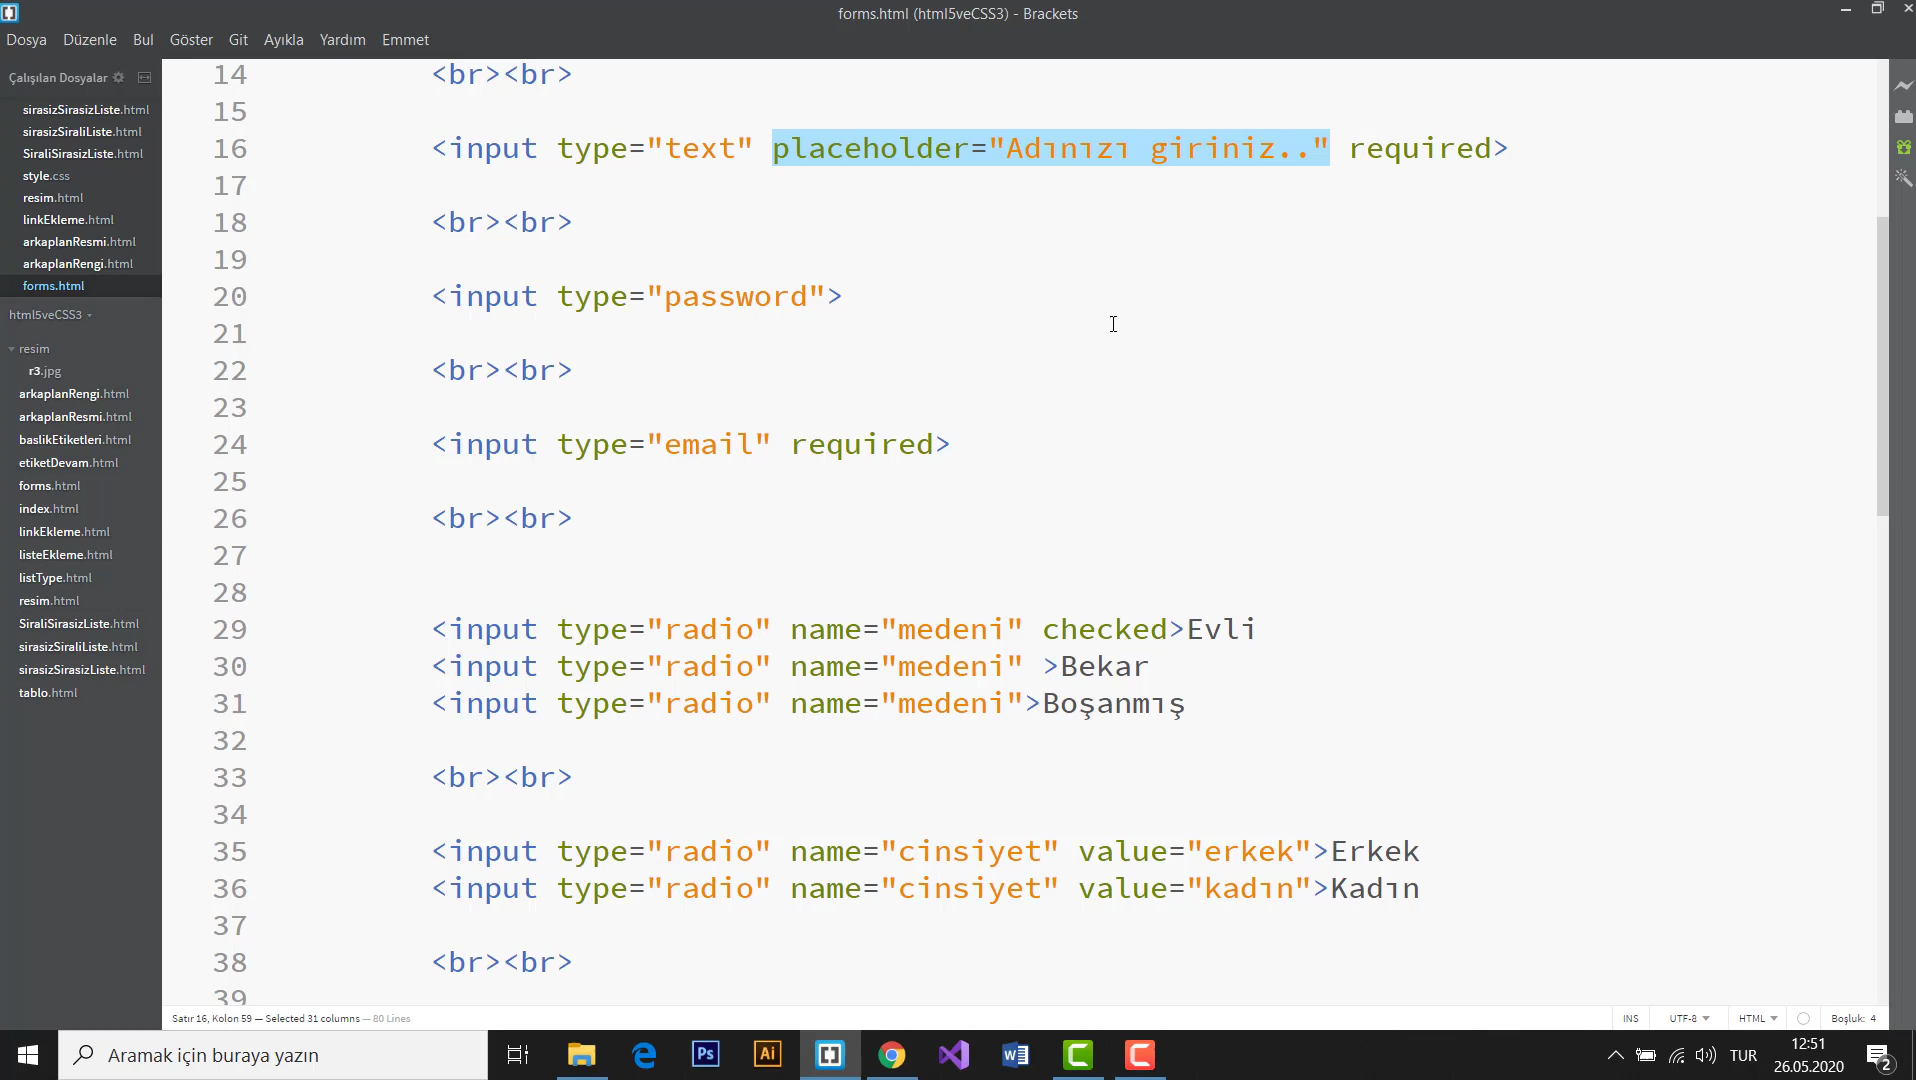 forms.html (html5veCSS3) - Brackets
Dosya Düzenle Bul Göster Git Ayıkla Yardım Emmet
Çalışılan Dosyalar
sirasizSirasizListe.html
sirasizSiraliListe.html
SiraliSirasizListe.html
style.css
resim.html
linkEkleme.html
arkaplanResmi.html
arkaplanRengi.html
forms.html
html5veCSS3
resim
r3.jpg
arkaplanRengi.html
arkaplanResmi.html
baslikEtiketleri.html
etiketDevam.html
forms.html
index.html
linkEkleme.html
listeEkleme.html
listType.html
resim.html
SiraliSirasizListe.html
sirasizSiraliListe.html
sirasizSirasizListe.html
tablo.html
14 <br><br>
15
16 <input type="text" placeholder="Adınızı giriniz.." required>
17
18 <br><br>
19
20 <input type="password">
21
22 <br><br>
23
24 <input type="email" required>
25
26 <br><br>
27
28
29 <input type="radio" name="medeni" checked>Evli
30 <input type="radio" name="medeni" >Bekar
31 <input type="radio" name="medeni">Boşanmış
32
33 <br><br>
34
35 <input type="radio" name="cinsiyet" value="erkek">Erkek
36 <input type="radio" name="cinsiyet" value="kadın">Kadın
37
38 <br><br>
39
Satır 16, Kolon 59 — Selected 31 columns — 80 Lines
INS UTF-8 HTML Boşluk: 4
Aramak için buraya yazın
Ps Ai
TUR
12:51
26.05.2020
2